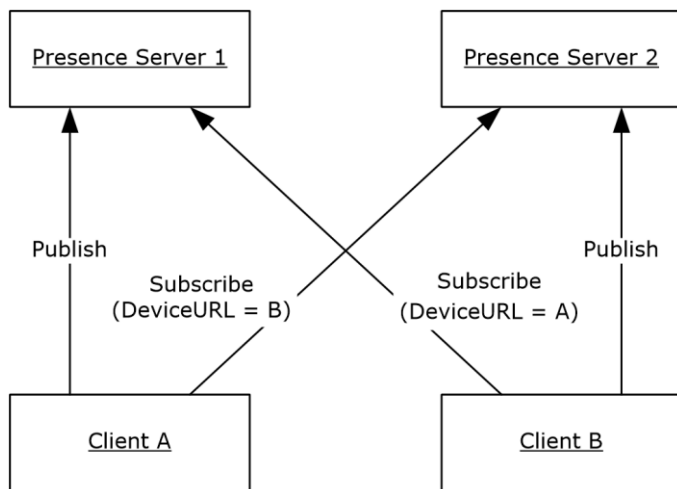 Presence Server 1
Presence Server 2
Publish
Publish
Subscribe
(DeviceURL = B)
Subscribe
(DeviceURL = A)
Client A
Client B